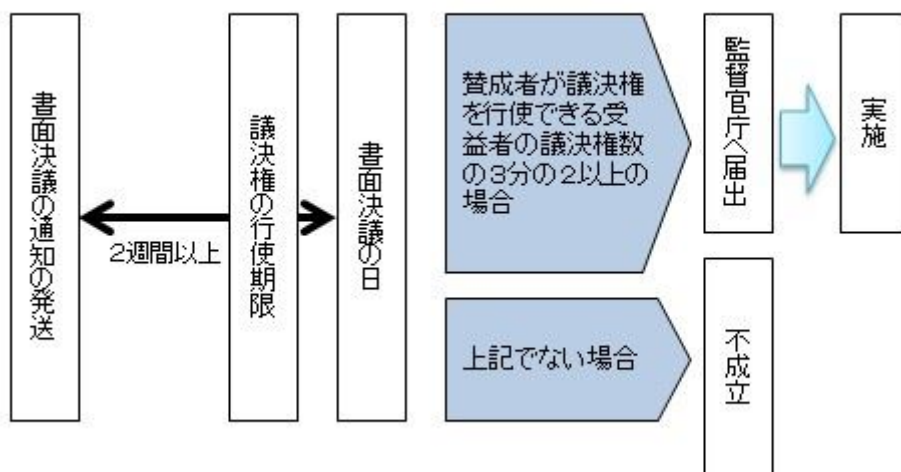 書面決議の通知の発送
2週間以上
議決権の行使期限
書面決議の日
賛成者が議決権
を行使できる受
益者の議決権数
の3分の2以上の
場合
監督官庁へ届出
実施
上記でない場合
不成立